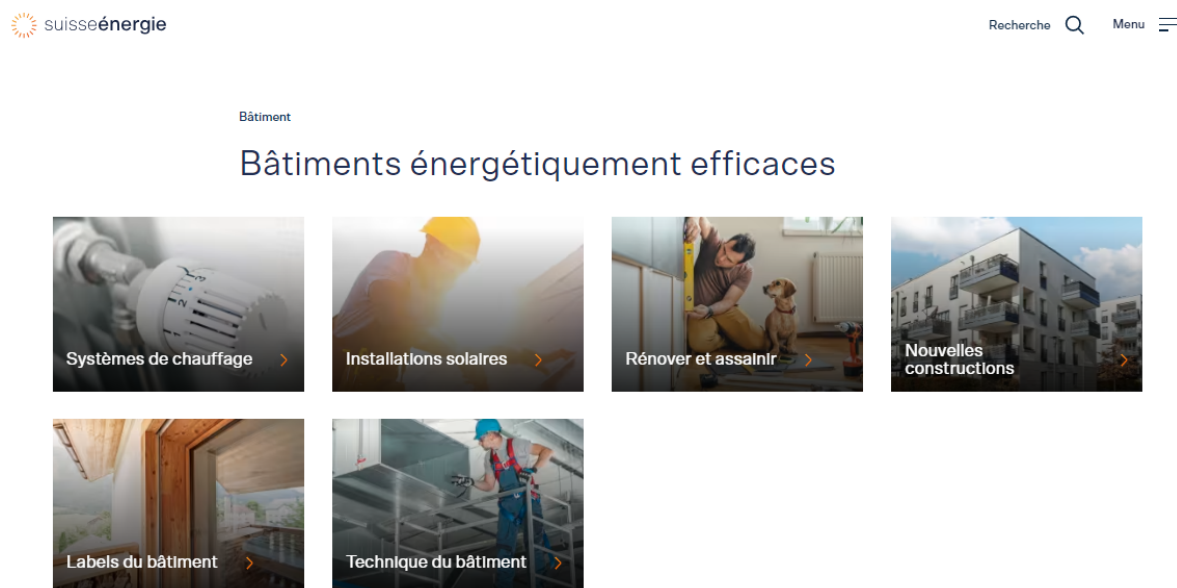 suisseénergie
Recherche
Menu
Bâtiment
Bâtiments énergétiquement efficaces
Systèmes de chauffage
Installations solaires
Rénover et assainir
Nouvelles
constructions
Labels du bâtiment
Technique du bâtiment